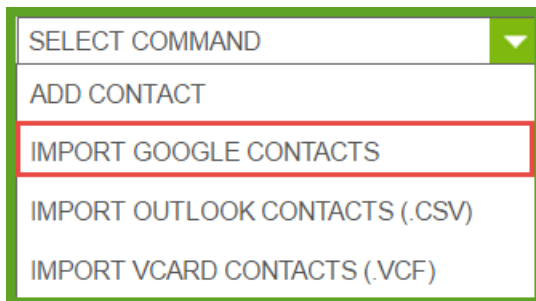 SELECT COMMAND
ADD CONTACT
IMPORT GOOGLE CONTACTS
IMPORT OUTLOOK CONTACTS (.CSV)
IMPORT VCARD CONTACTS (.VCF)